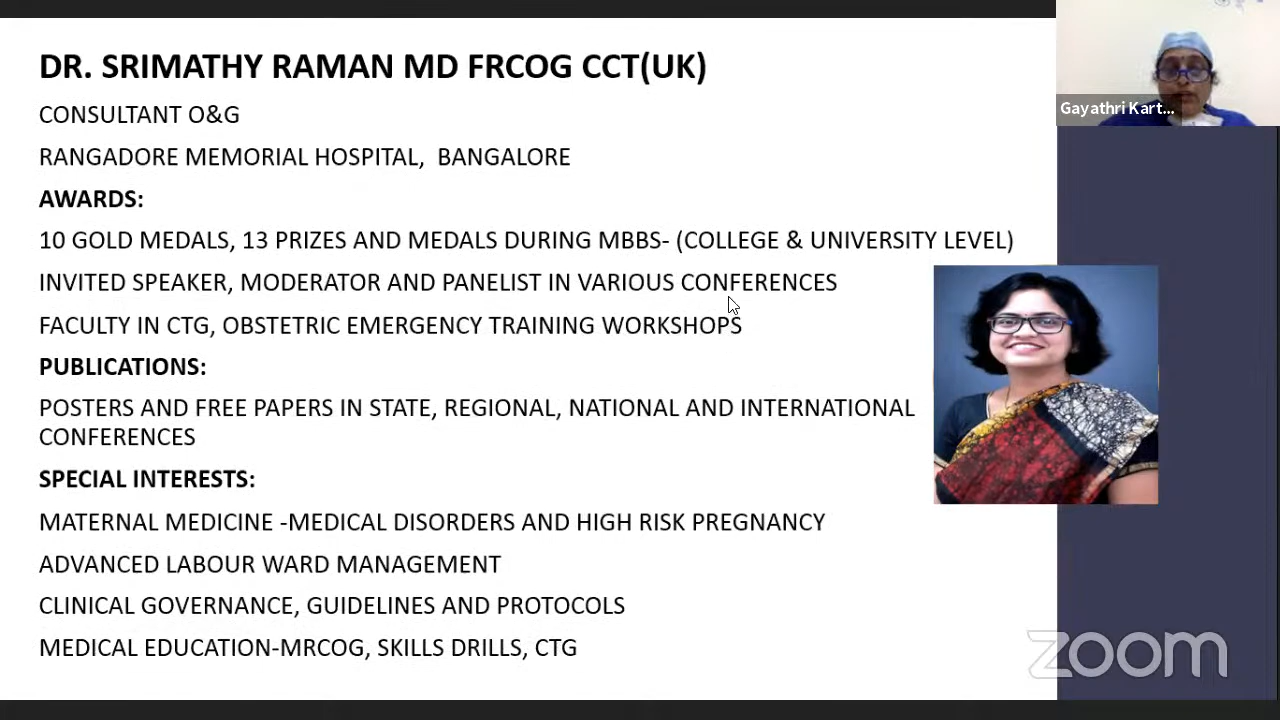 DR. SRIMATHY RAMAN MD FRCOG CCT(UK)
CONSULTANT O&G
RANGADORE MEMORIAL HOSPITAL, BANGALORE
AWARDS:
10 GOLD MEDALS, 13 PRIZES AND MEDALS DURING MBBS- (COLLEGE & UNIVERSITY LEVEL)
INVITED SPEAKER, MODERATOR AND PANELIST IN VARIOUS CONFERENCES
FACULTY IN CTG, OBSTETRIC EMERGENCY TRAINING WORKSHOPS
PUBLICATIONS:
POSTERS AND FREE PAPERS IN STATE, REGIONAL, NATIONAL AND INTERNATIONAL
CONFERENCES
SPECIAL INTERESTS:
MATERNAL MEDICINE -MEDICAL DISORDERS AND HIGH RISK PREGNANCY
ADVANCED LABOUR WARD MANAGEMENT
CLINICAL GOVERNANCE, GUIDELINES AND PROTOCOLS
MEDICAL EDUCATION-MRCOG, SKILLS DRILLS, CTG
Gayathri Kart...
zoom